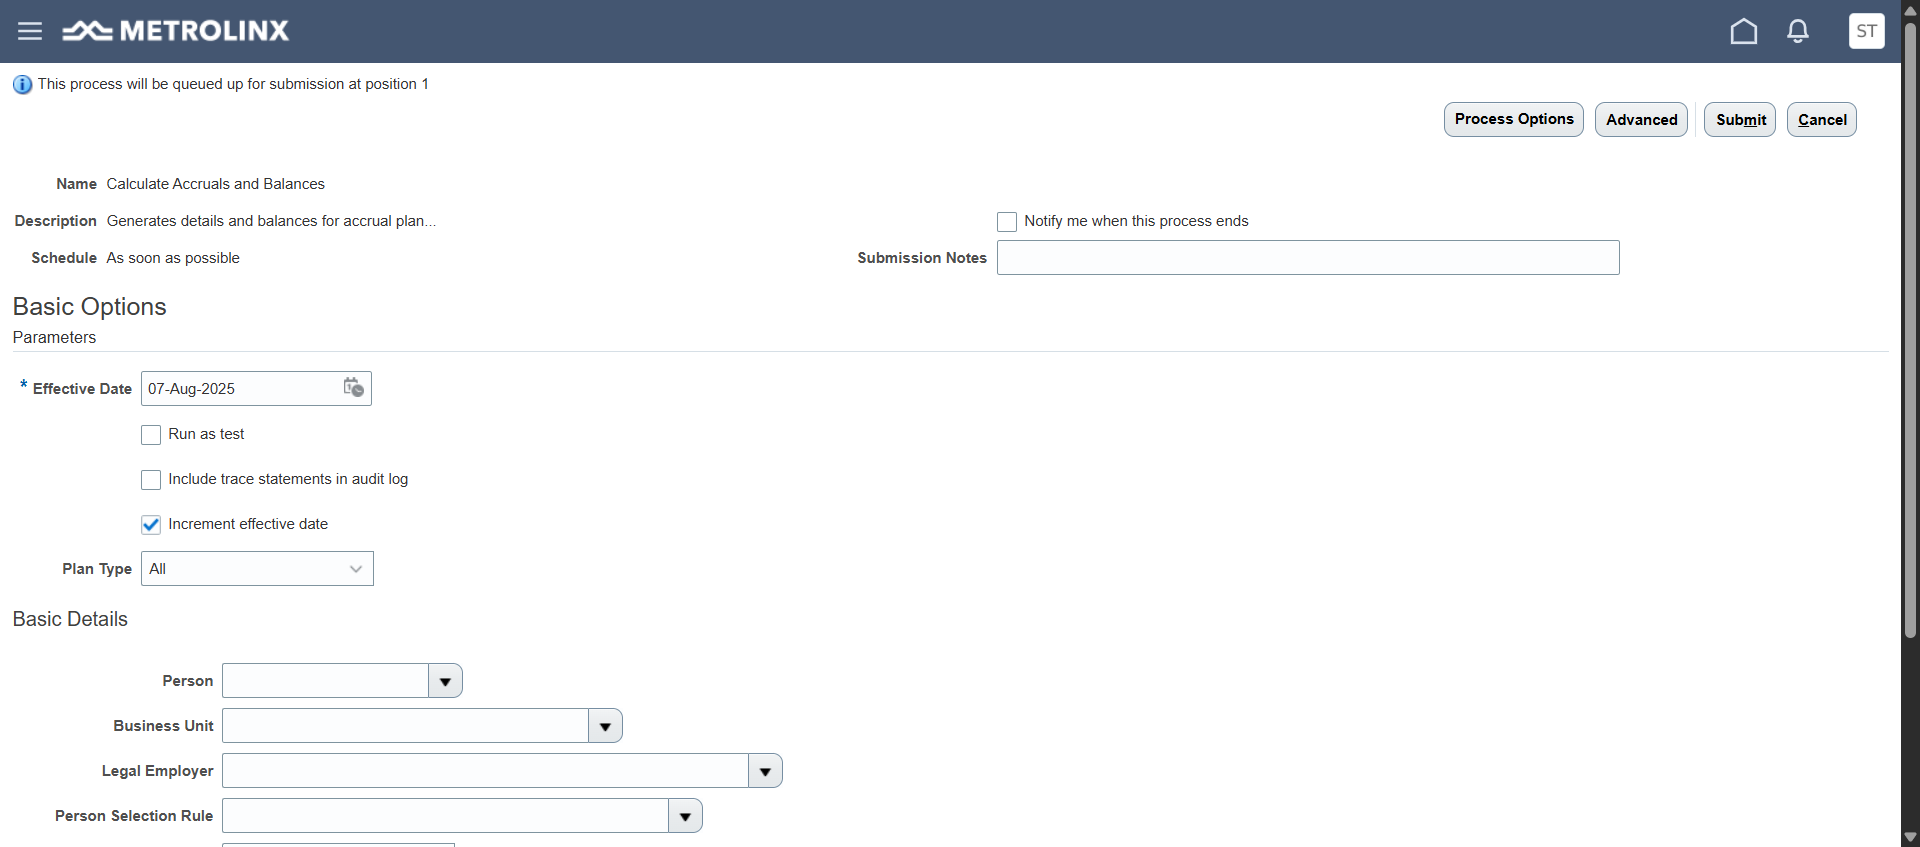 METROLINX
ST
This process will be queued up for submission at position 1
Process Options
Advanced
Submit
Cancel
Name Calculate Accruals and Balances
Description Generates details and balances for accrual plan...
Notify me when this process ends
Schedule As soon as possible
Submission Notes
Basic Options
Parameters
* Effective Date 07-Aug-2025
Run as test
Include trace statements in audit log
Increment effective date
Plan Type All
Basic Details
Person
Business Unit
Legal Employer
Person Selection Rule